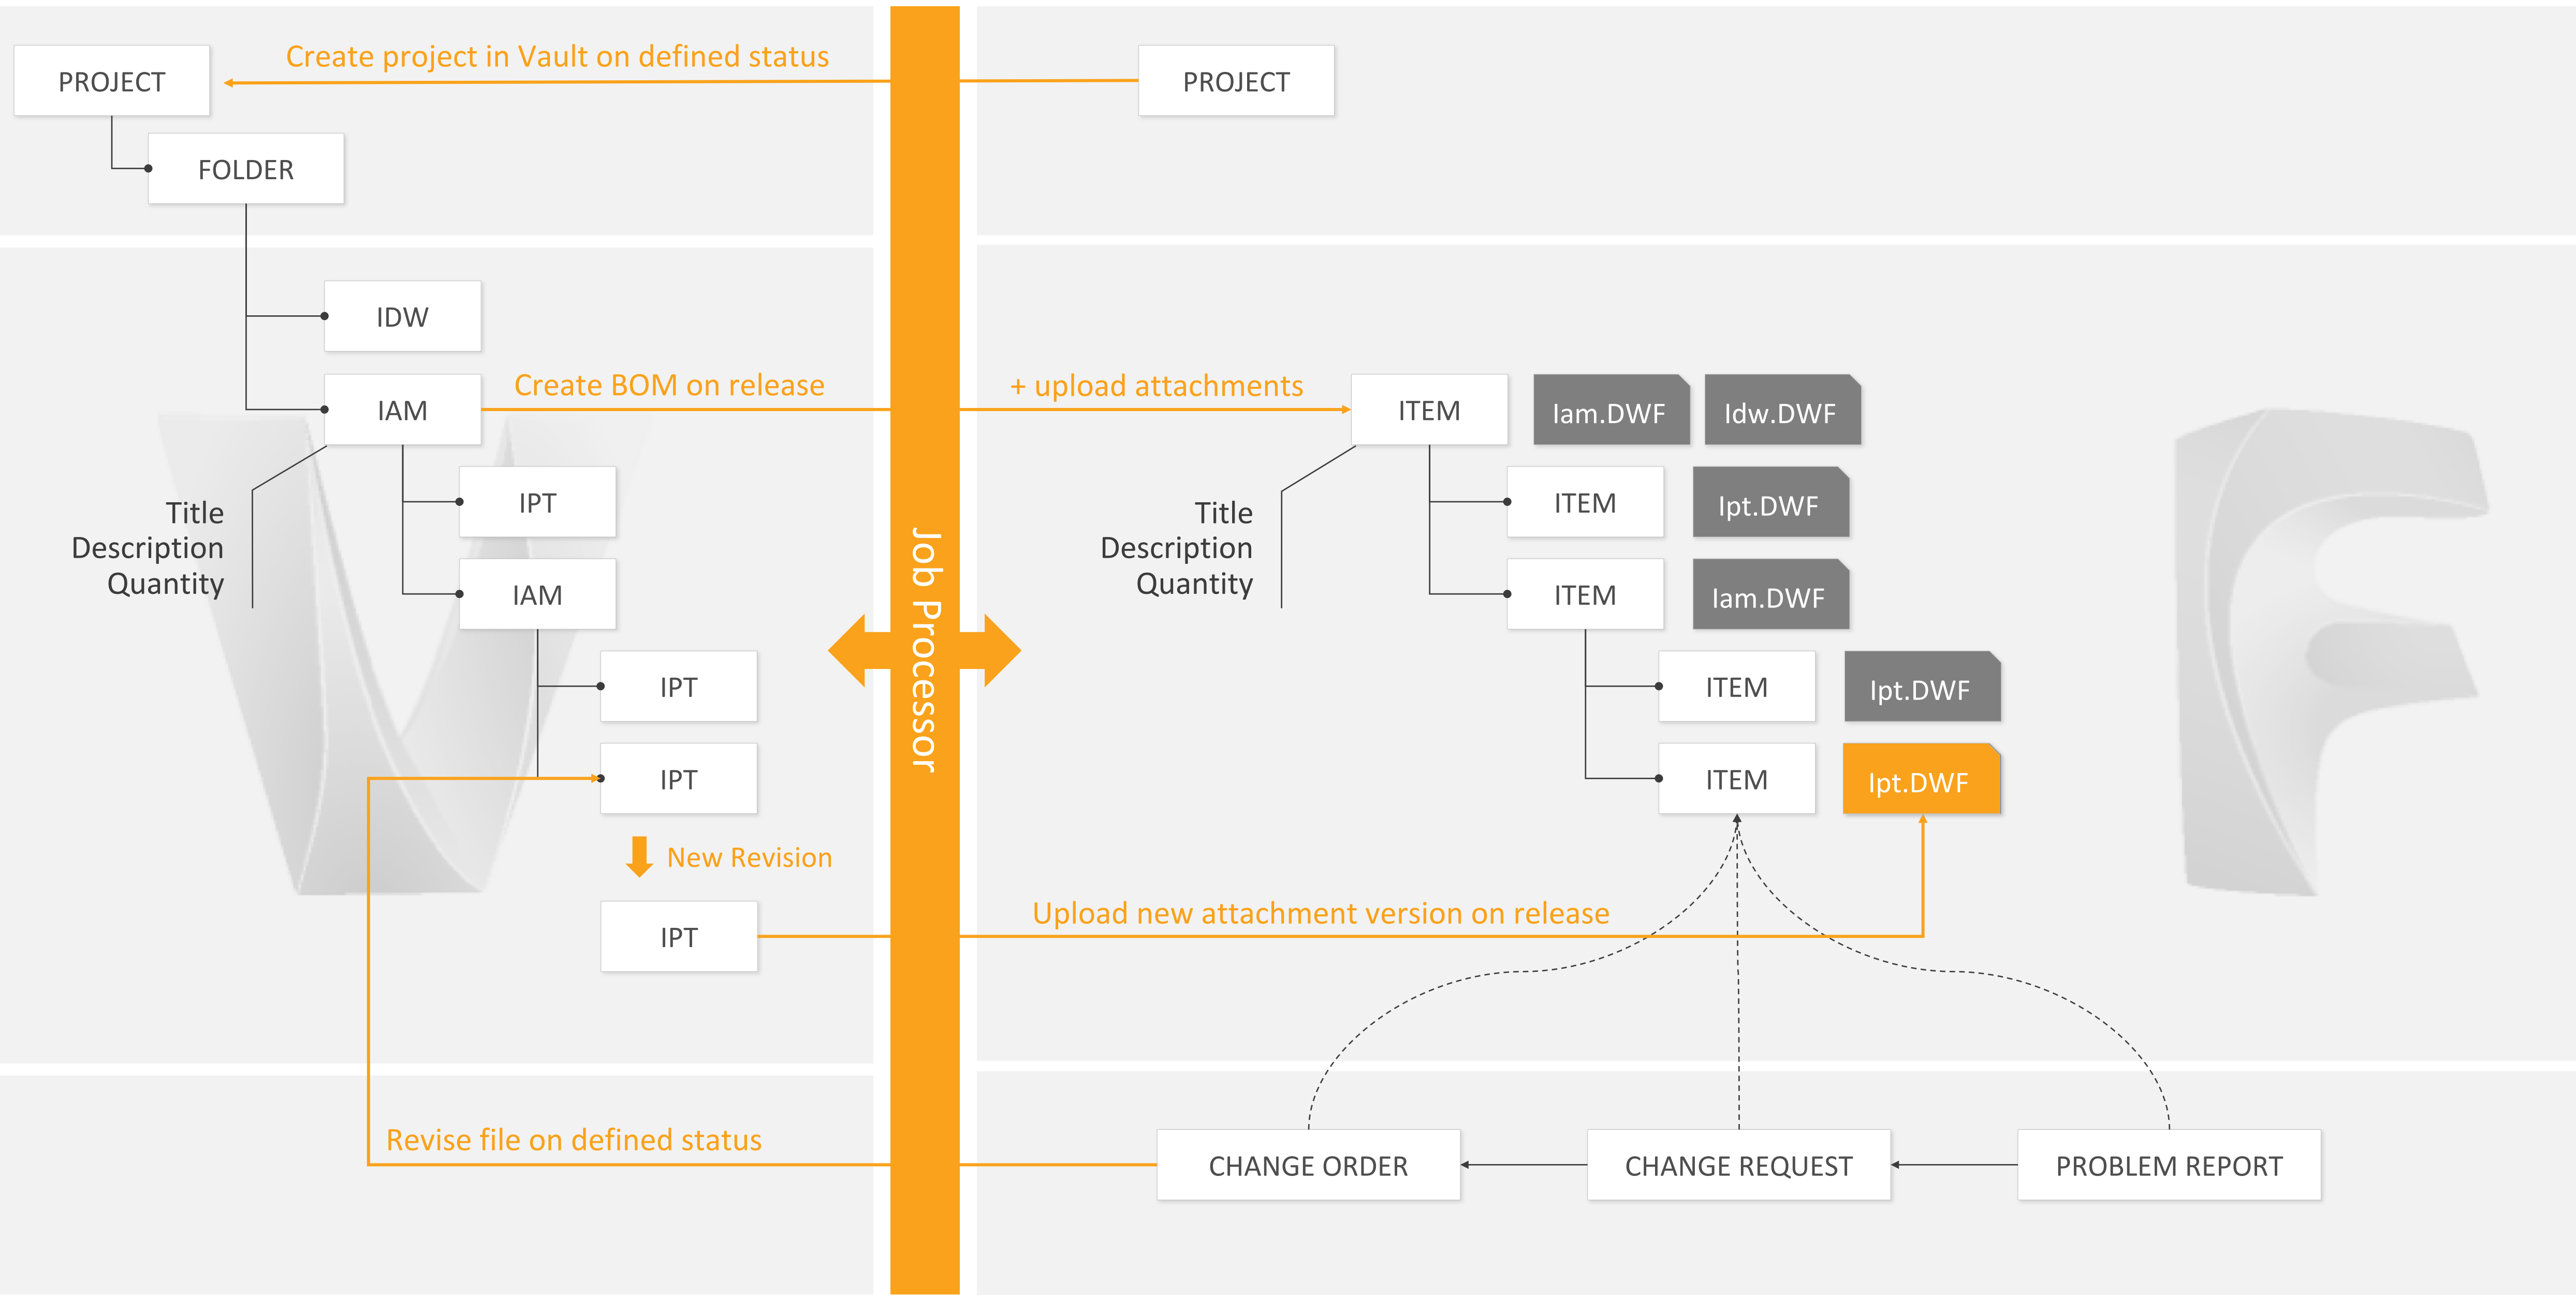 PROJECT
Create project in Vault on defined status
PROJECT
FOLDER
IDW
IAM
Create BOM on release
+ upload attachments
ITEM
Iam.DWF
Idw.DWF
Title
Description
Quantity
IPT
IAM
IPT
IPT
New Revision
IPT
Job Processor
Title
Description
Quantity
ITEM
Ipt.DWF
ITEM
Iam.DWF
ITEM
Ipt.DWF
ITEM
Ipt.DWF
Upload new attachment version on release
Revise file on defined status
CHANGE ORDER
CHANGE REQUEST
PROBLEM REPORT